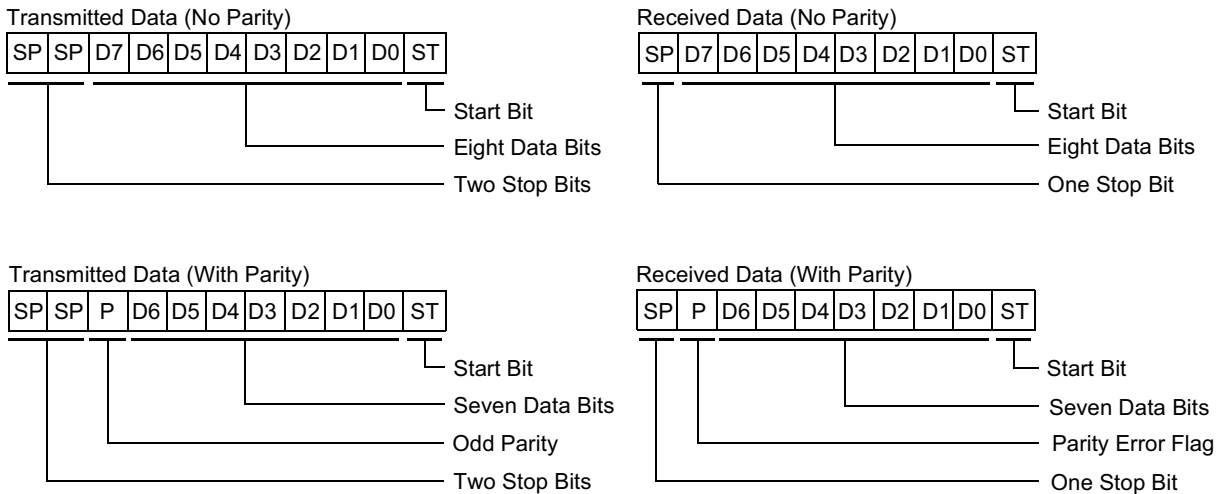 Transmitted Data (No Parity)
SP SP D7 D6 D5 D4 D3 D2 D1 D0 ST
Start Bit
Eight Data Bits
Two Stop Bits
Received Data (No Parity)
SP D7 D6 D5 D4 D3 D2 D1 D0 ST
Start Bit
Eight Data Bits
One Stop Bit
Transmitted Data (With Parity)
SP SP P D6 D5 D4 D3 D2 D1 D0 ST
Start Bit
Seven Data Bits
Odd Parity
Two Stop Bits
Received Data (With Parity)
SP P D6 D5 D4 D3 D2 D1 D0 ST
Start Bit
Seven Data Bits
Parity Error Flag
One Stop Bit